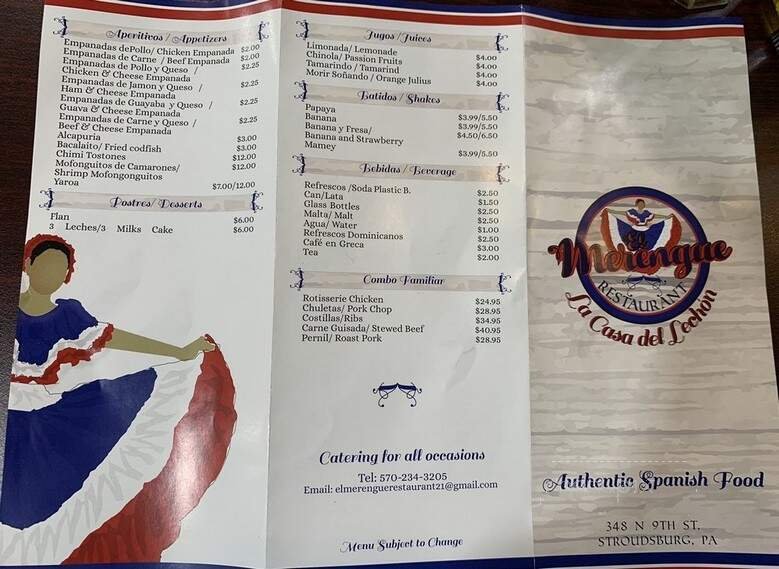 Aperitivos / Appetizers
Empanadas dePollo/ Chicken Empanada $2.00
Empanadas de Carne / Beef Empanada $2.00
Empanadas de Pollo y Queso / $2.25
Chicken & Cheese Empanada
Empanadas de Jamon y Queso / $2.25
Ham & Cheese Empanada
Empanadas de Guayaba y Queso / $2.25
Guava & Cheese Empanada
Empanadas de Carne y Queso / $2.25
Beef & Cheese Empanada
Alcapuria $3.00
Bacalaito/ Fried codfish $3.00
Chimi Tostones $12.00
Mofonguitos de Camarones/ $12.00
Shrimp Mofongonguitos
Yaroa $7.00/12.00
Postres/ Desserts
Flan $6.00
3 Leches/3 Milks Cake $6.00
Jugos / Juices
Limonada/ Lemonade $4.00
Chinola/ Passion Fruits $4.00
Tamarindo / Tamarind $4.00
Morir Soñando / Orange Julius $4.00
Batidos / Shakes
Papaya $3.99/5.50
Banana $3.99/5.50
Banana y Fresa/ $4.50/6.50
Banana and Strawberry
Mamey $3.99/5.50
Bebidas / Beverage
Refrescos /Soda Plastic B. $2.50
Can/Lata $1.50
Glass Bottles $2.50
Malta/ Malt $2.50
Agua/ Water $1.00
Refrescos Dominicanos $2.50
Café en Greca $3.00
Tea $2.00
Combo Familiar
Rotisserie Chicken $24.95
Chuletas/ Pork Chop $28.95
Costillas/Ribs $34.95
Carne Guisada/ Stewed Beef $40.95
Pernil/ Roast Pork $28.95
Catering for all occasions
Tel: 570-234-3205
Email: elmerenguerestaurant21@gmail.com
Menu Subject to Change
El
Merengue
RESTAURANT
La Casa del Lechón
Authentic Spanish Food
348 N 9TH ST.
STROUDSBURG, PA